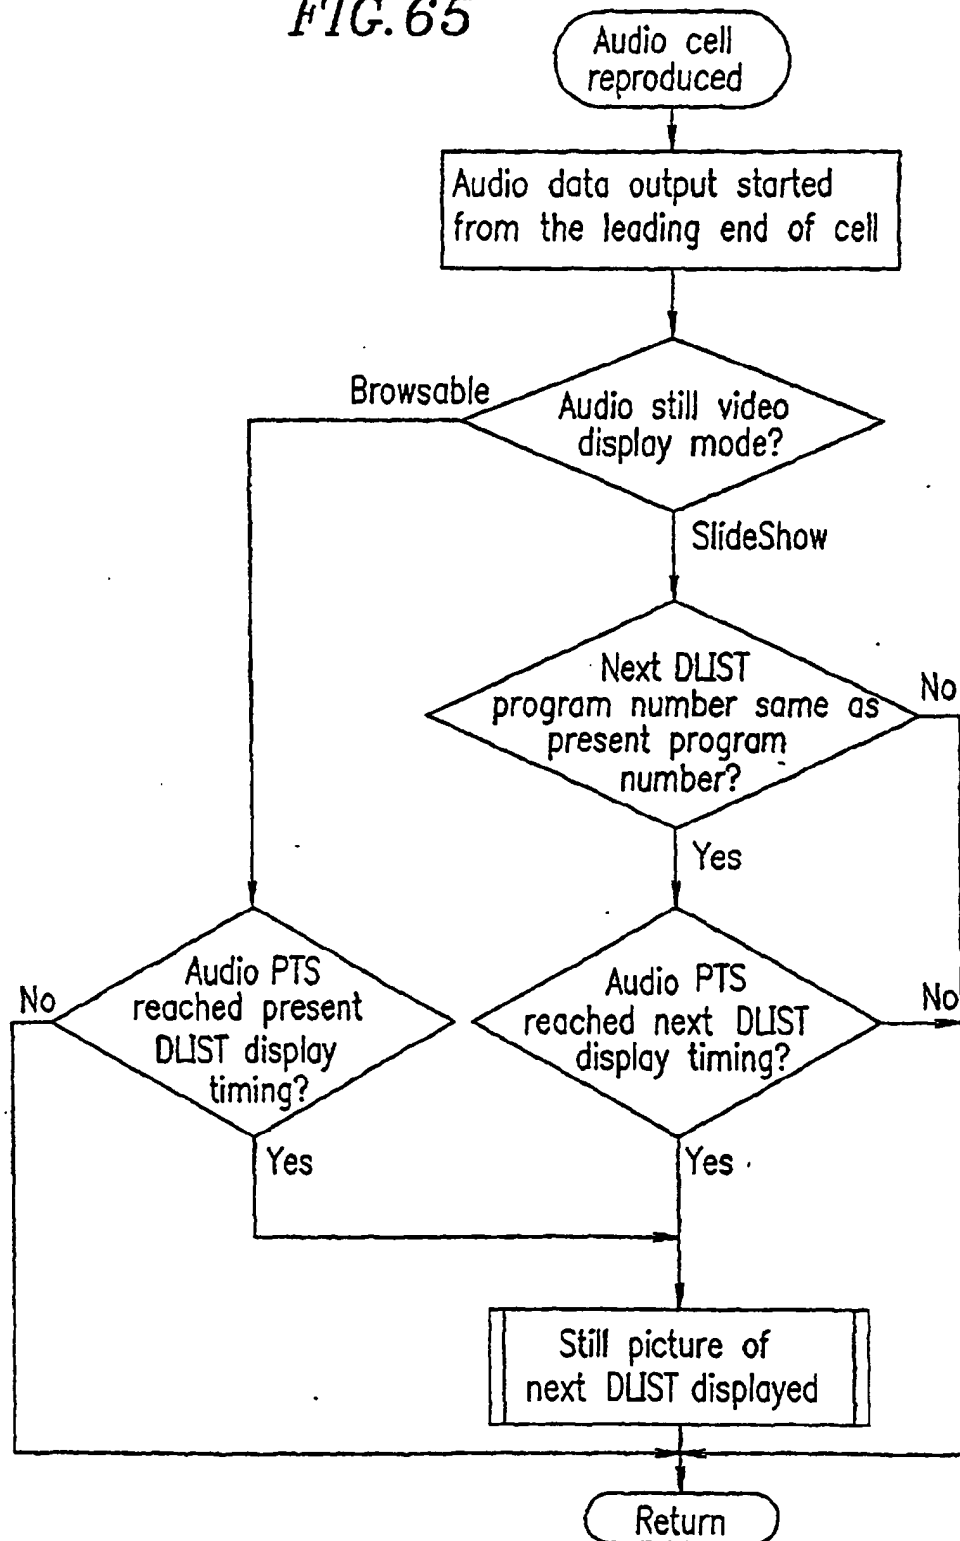 FIG. 65
Audio cell
reproduced
Audio data output started
from the leading end of cell
Browsable
Audio still video
display mode?
SlideShow
Next DLIST
program number same as
present program
number?
No
Yes
Audio PTS
reached present
DLIST display
timing?
No
Yes
Audio PTS
reached next DLIST
display timing?
No
Yes
Still picture of
next DLIST displayed
Return